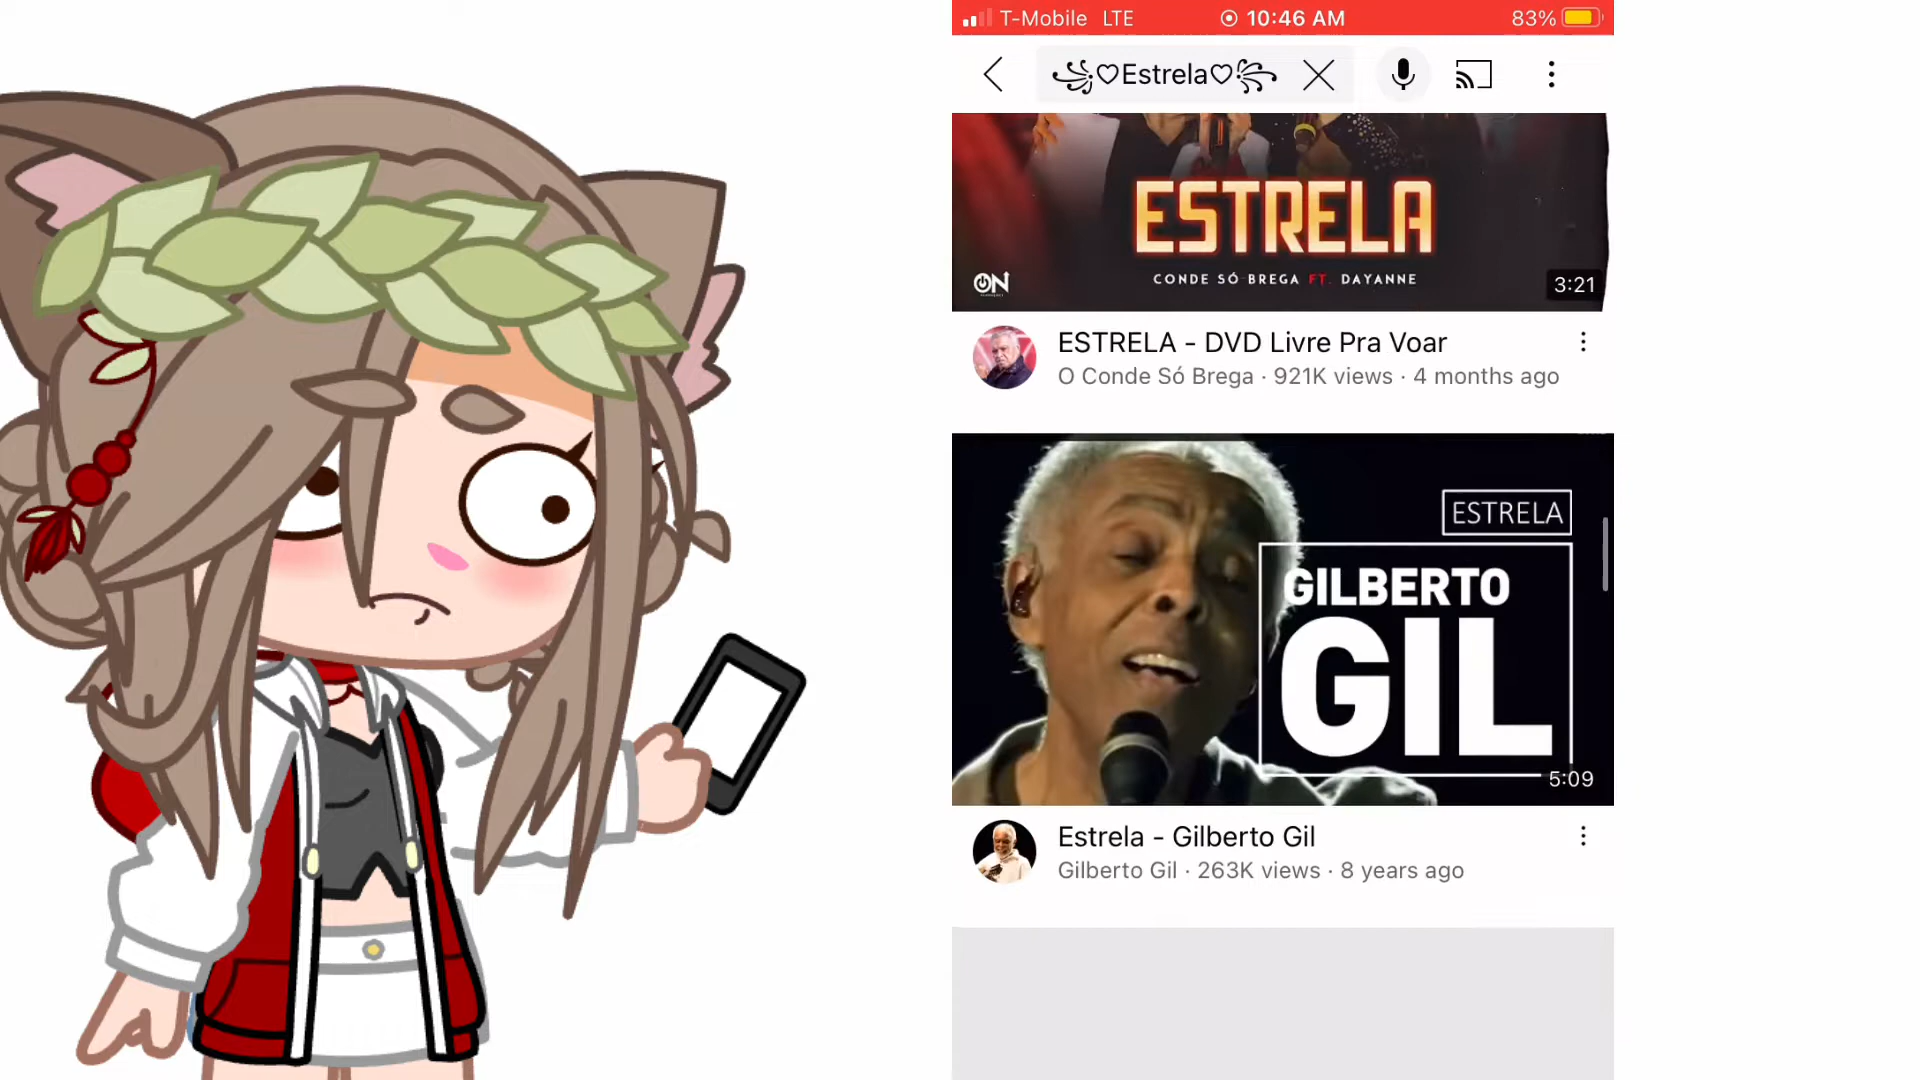 T-Mobile LTE 10:46 AM 83%
꧁♡Estrela♡꧂
ESTRELA
CONDE SÓ BREGA FT. DAYANNE
ON
3:21
ESTRELA - DVD Livre Pra Voar
O Conde Só Brega · 921K views · 4 months ago
ESTRELA
GILBERTO
GIL
5:09
Estrela - Gilberto Gil
Gilberto Gil · 263K views · 8 years ago